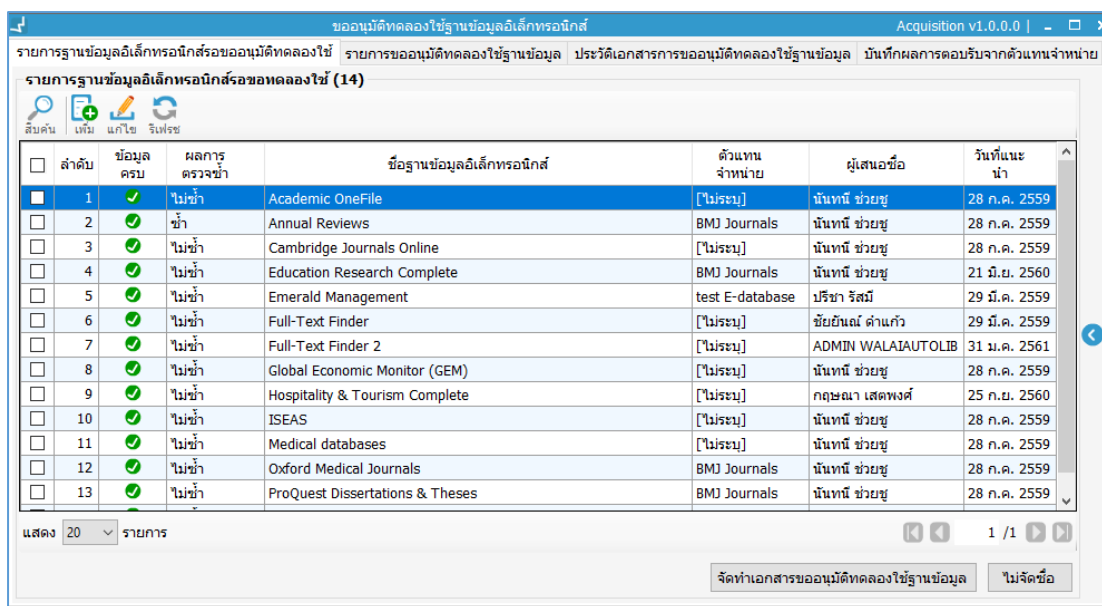 ขออนุมัติทดลองใช้ฐานข้อมูลอิเล็กทรอนิกส์ Acquisition v1.0.0.0 |
รายการฐานข้อมูลอิเล็กทรอนิกส์รอขออนุมัติทดลองใช้ รายการขออนุมัติทดลองใช้ฐานข้อมูล ประวัติเอกสารการขออนุมัติทดลองใช้ฐานข้อมูล บันทึกผลการตอบรับจากตัวแทนจำหน่าย
รายการฐานข้อมูลอิเล็กทรอนิกส์รอขอทดลองใช้ (14)
สืบค้น เพิ่ม แก้ไข รีเฟรช
ลำดับ ข้อมูลครบ ผลการตรวจซ้ำ ชื่อฐานข้อมูลอิเล็กทรอนิกส์ ตัวแทนจำหน่าย ผู้เสนอชื่อ วันที่แนะนำ
1 ไม่ซ้ำ Academic OneFile [ไม่ระบุ] นันทนี ช่วยชู 28 ก.ค. 2559
2 ซ้ำ Annual Reviews BMJ Journals นันทนี ช่วยชู 28 ก.ค. 2559
3 ไม่ซ้ำ Cambridge Journals Online [ไม่ระบุ] นันทนี ช่วยชู 28 ก.ค. 2559
4 ไม่ซ้ำ Education Research Complete BMJ Journals นันทนี ช่วยชู 21 มิ.ย. 2560
5 ไม่ซ้ำ Emerald Management test E-database ปรีชา รัสมี 29 มี.ค. 2559
6 ไม่ซ้ำ Full-Text Finder [ไม่ระบุ] ชัยยันณ์ ดำแก้ว 29 มี.ค. 2559
7 ไม่ซ้ำ Full-Text Finder 2 [ไม่ระบุ] ADMIN WALAIAUTOLIB 31 ม.ค. 2561
8 ไม่ซ้ำ Global Economic Monitor (GEM) [ไม่ระบุ] นันทนี ช่วยชู 28 ก.ค. 2559
9 ไม่ซ้ำ Hospitality & Tourism Complete [ไม่ระบุ] กฤษณา เสตพงศ์ 25 ก.ย. 2560
10 ไม่ซ้ำ ISEAS [ไม่ระบุ] นันทนี ช่วยชู 28 ก.ค. 2559
11 ไม่ซ้ำ Medical databases [ไม่ระบุ] นันทนี ช่วยชู 28 ก.ค. 2559
12 ไม่ซ้ำ Oxford Medical Journals BMJ Journals นันทนี ช่วยชู 28 ก.ค. 2559
13 ไม่ซ้ำ ProQuest Dissertations & Theses BMJ Journals นันทนี ช่วยชู 28 ก.ค. 2559
แสดง 20 รายการ 1 /1
จัดทำเอกสารขออนุมัติทดลองใช้ฐานข้อมูล ไม่จัดซื้อ